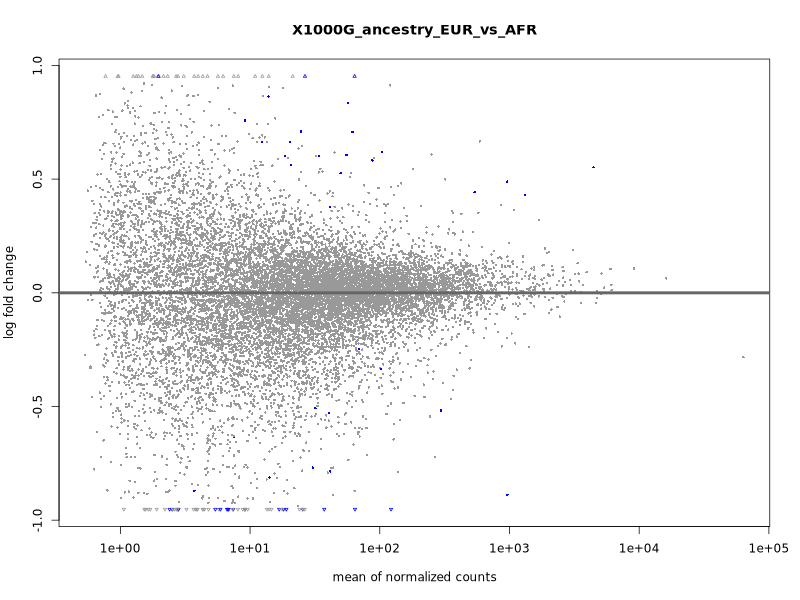 X1000G_ancestry_EUR_vs_AFR
log fold change
1.0
0.5
0.0
-0.5
-1.0
1e+00 1e+01 1e+02 1e+03 1e+04 1e+05
mean of normalized counts